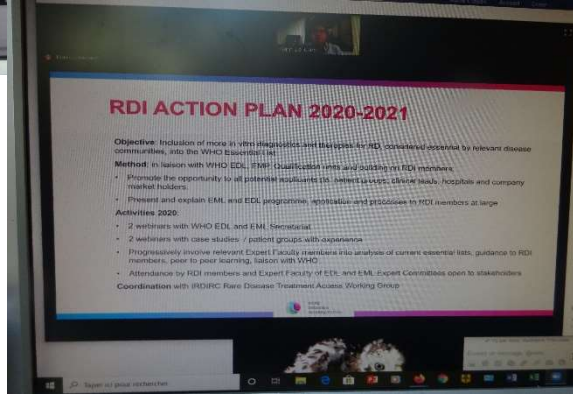 RDI ACTION PLAN 2020-2021
Objective: Inclusion of more in vitro diagnostics and therapies for RD, considered essential by relevant disease
communities, into the WHO Essential List
Method: in liaison with WHO EDL, EMP, Qualification units and building on RDI members:
• Promote the opportunity to all potential applicants i.e. patient groups, clinical leads, hospitals and company
market holders.
• Present and explain EML and EDL programme, application and processes to RDI members at large
Activities 2020:
• 2 webinars with WHO EDL and EML Secretariat
• 2 webinars with case studies / patient groups with experience
• Progressively involve relevant Expert Faculty members into analysis of current essential lists, guidance to RDI
members, peer to peer learning, liaison with WHO
• Attendance by RDI members and Expert Faculty of EDL and EML Expert Committees open to stakeholders
Coordination with IRDIRC Rare Disease Treatment Access Working Group
Taper ici pour rechercher